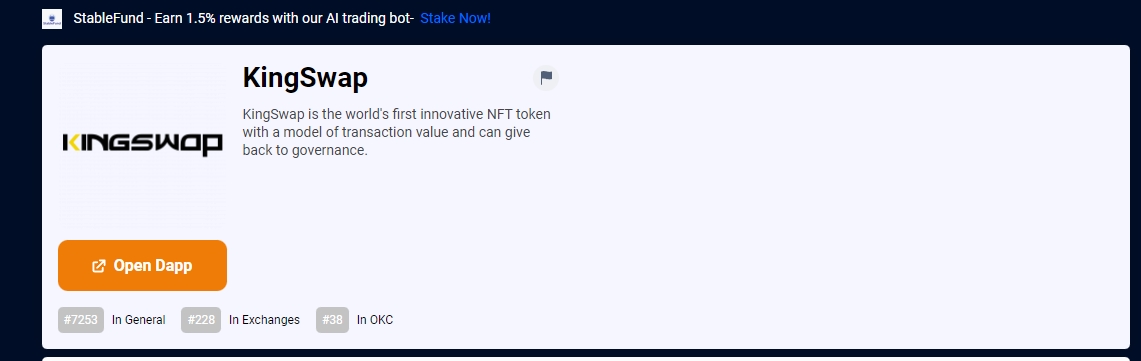 StableFund - Earn 1.5% rewards with our AI trading bot- Stake Now!
KingSwap
KingSwap is the world's first innovative NFT token
with a model of transaction value and can give
back to governance.
KINGSWAP
Open Dapp
#7253 In General #228 In Exchanges #38 In OKC